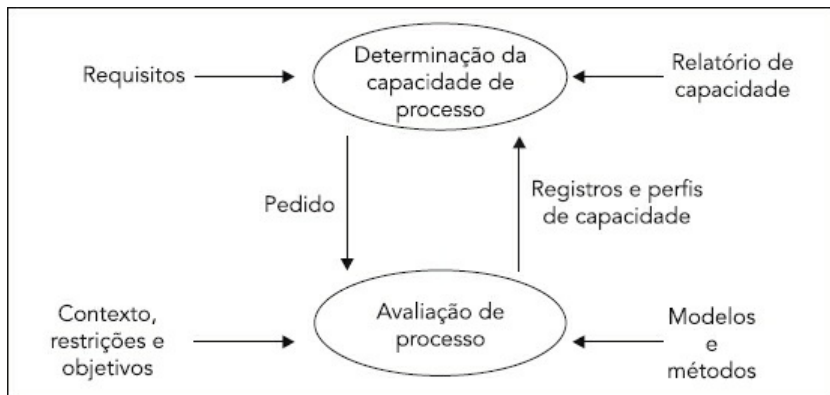 Requisitos
Determinação da
capacidade de
processo
Relatório de
capacidade
Pedido
Registros e perfis
de capacidade
Contexto,
restrições e
objetivos
Avaliação de
processo
Modelos
e
métodos